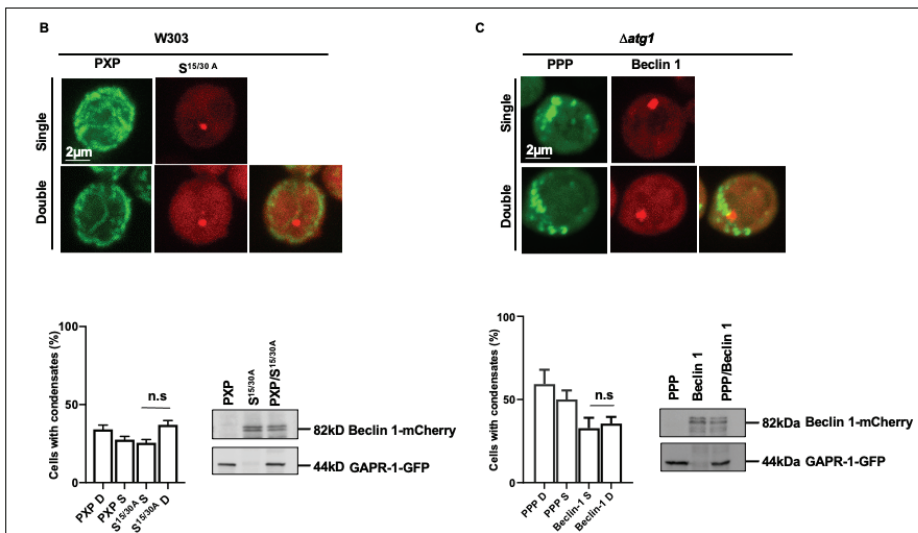 B
W303
PXP
S15/30 A
Single
2μm
Double
Cells with condensates (%)
100
50
0
n.s
PXP D
PXP S
S15/30A S
S15/30A D
PXP
S15/30A
PXP/S15/30A
82kD Beclin 1-mCherry
44kD GAPR-1-GFP
C
Δatg1
PPP
Beclin 1
Single
2μm
Double
Cells with condensates (%)
100
50
0
n.s
PPP D
PPP S
Beclin-1 S
Beclin-1 D
PPP
Beclin 1
PPP/Beclin 1
82kDa Beclin 1-mCherry
44kDa GAPR-1-GFP